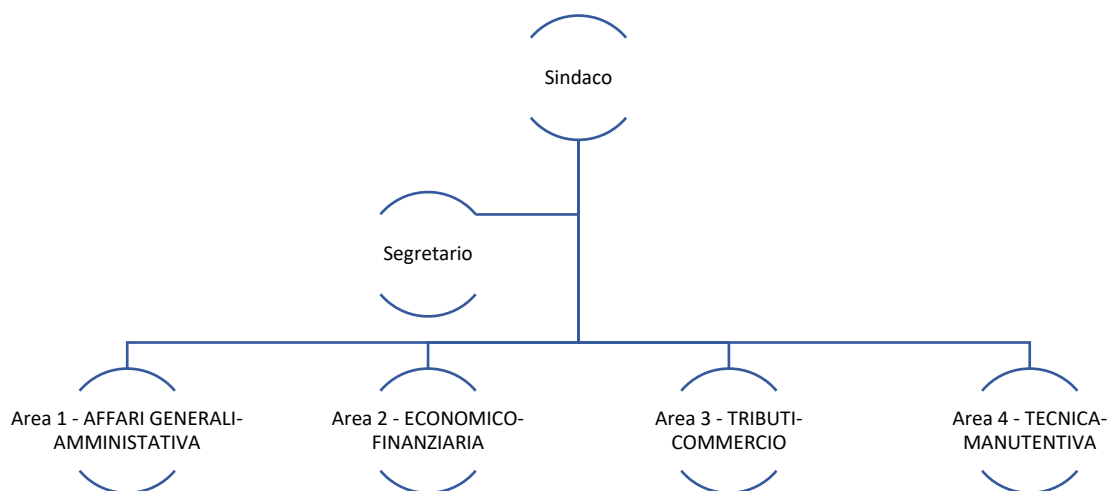 Sindaco
Segretario
Area 1 - AFFARI GENERALI-
AMMINISTATIVA
Area 2 - ECONOMICO-
FINANZIARIA
Area 3 - TRIBUTI-
COMMERCIO
Area 4 - TECNICA-
MANUTENTIVA